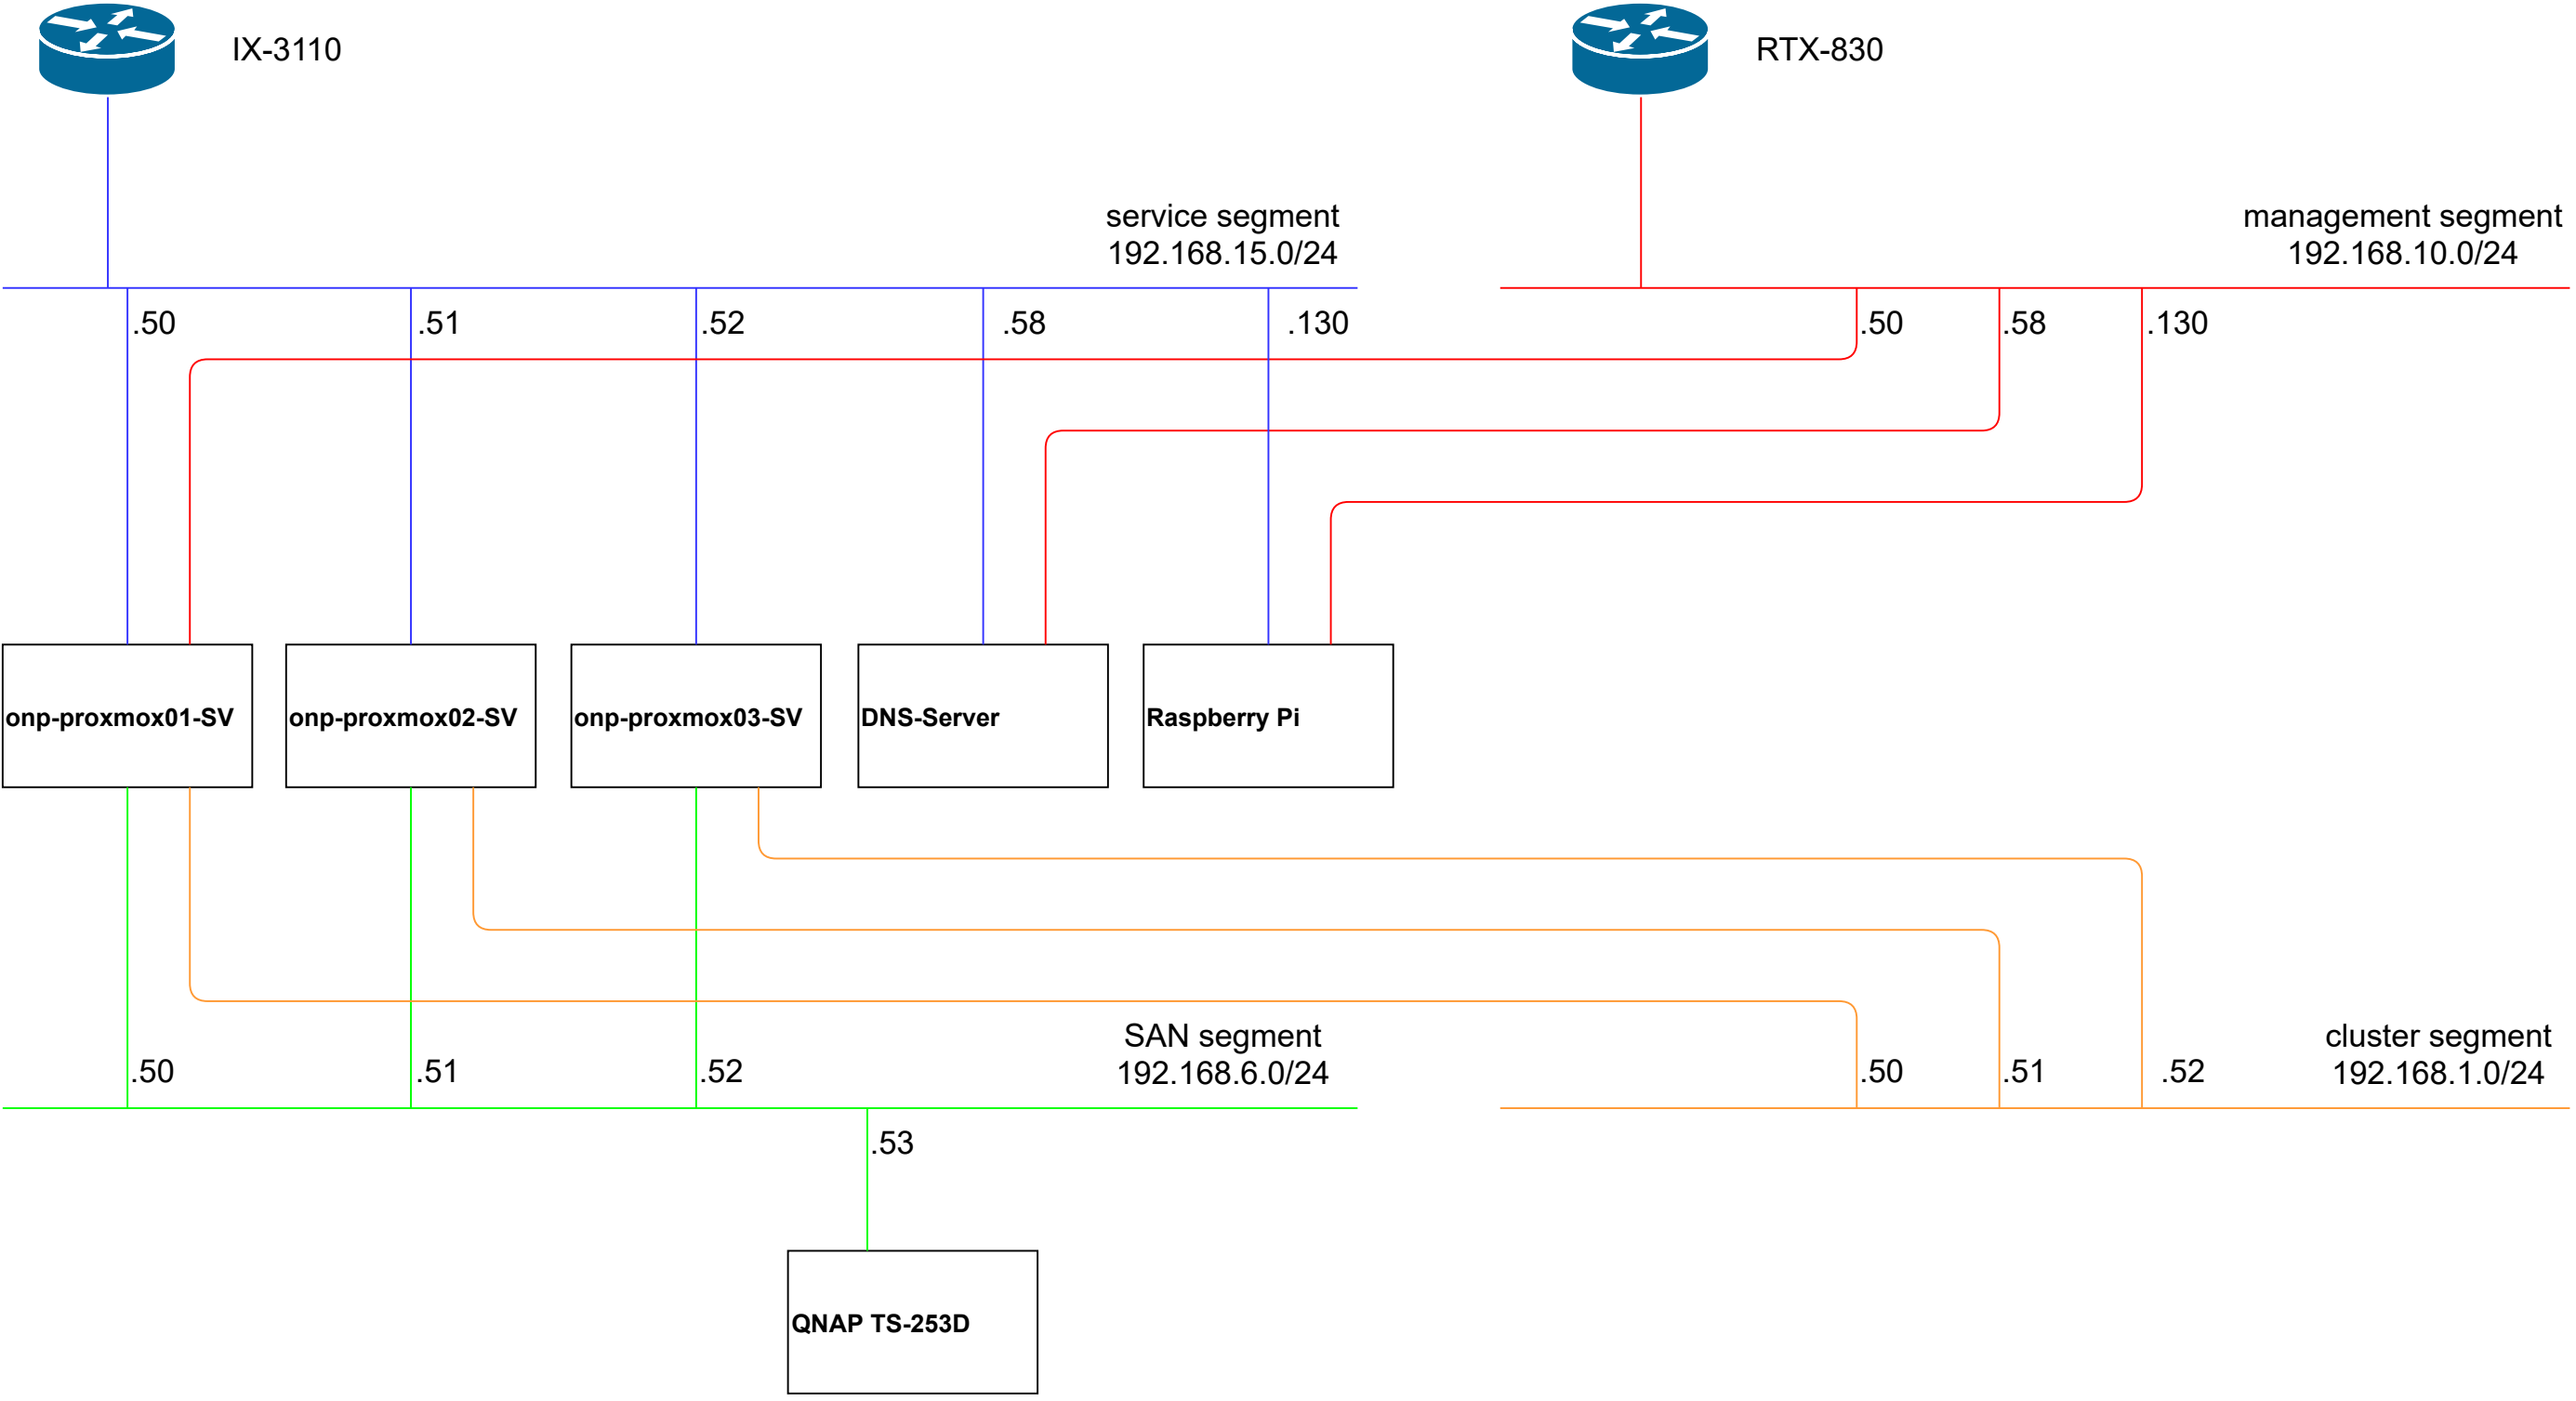 IX-3110
RTX-830
service segment
192.168.15.0/24
management segment
192.168.10.0/24
.50
.51
.52
.58
.130
.50
.58
.130
onp-proxmox01-SV
onp-proxmox02-SV
onp-proxmox03-SV
DNS-Server
Raspberry Pi
SAN segment
192.168.6.0/24
cluster segment
192.168.1.0/24
.50
.51
.52
.50
.51
.52
.53
QNAP TS-253D